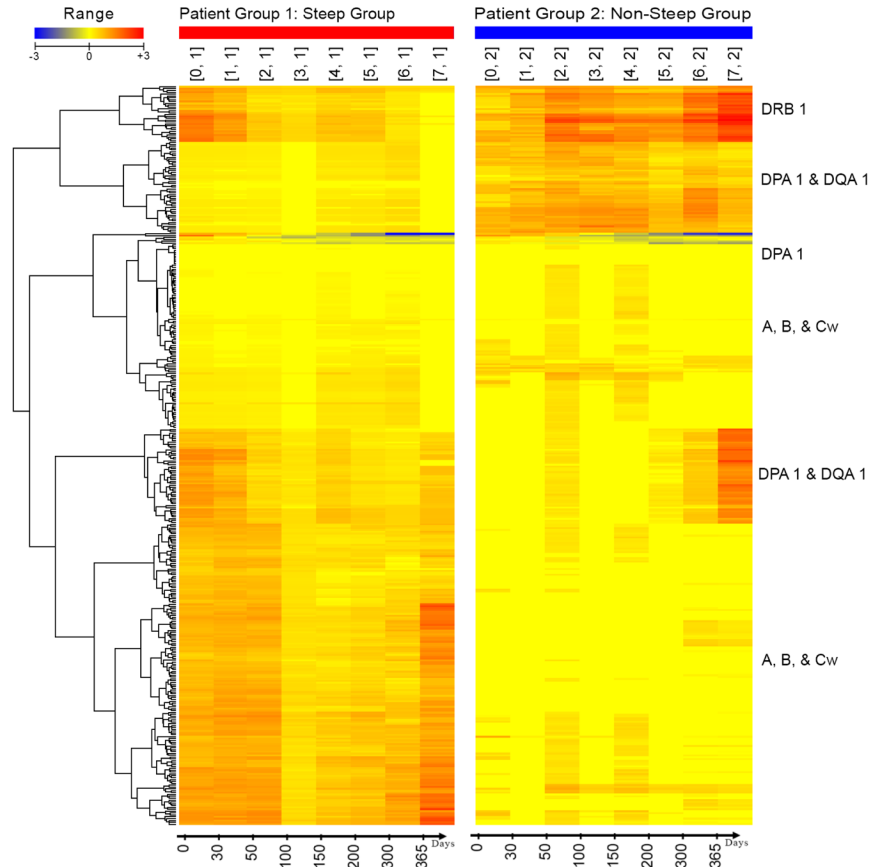 Range
-3 0 +3
Patient Group 1: Steep Group
Patient Group 2: Non-Steep Group
[0, 1]
[1, 1]
[2, 1]
[3, 1]
[4, 1]
[5, 1]
[6, 1]
[7, 1]
[0, 2]
[1, 2]
[2, 2]
[3, 2]
[4, 2]
[5, 2]
[6, 2]
[7, 2]
DRB 1
DPA 1 & DQA 1
DPA 1
A, B, & Cw
DPA 1 & DQA 1
A, B, & Cw
0
30
50
100
150
200
300
365
Days
0
30
50
100
150
200
300
365
Days